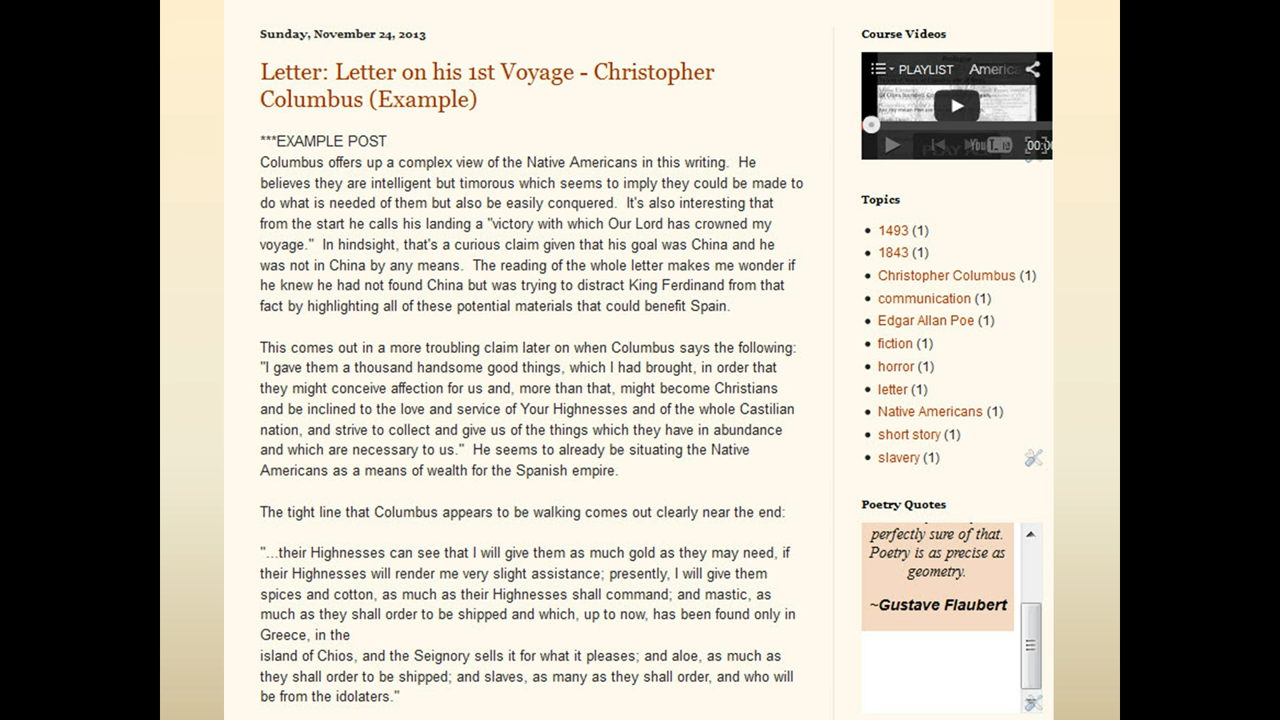 Sunday, November 24, 2013
Letter: Letter on his 1st Voyage - Christopher
Columbus (Example)
***EXAMPLE POST
Columbus offers up a complex view of the Native Americans in this writing.  He
believes they are intelligent but timorous which seems to imply they could be made to
do what is needed of them but also be easily conquered.  It's also interesting that
from the start he calls his landing a "victory with which Our Lord has crowned my
voyage."  In hindsight, that's a curious claim given that his goal was China and he
was not in China by any means.  The reading of the whole letter makes me wonder if
he knew he had not found China but was trying to distract King Ferdinand from that
fact by highlighting all of these potential materials that could benefit Spain.
This comes out in a more troubling claim later on when Columbus says the following:
"I gave them a thousand handsome good things, which I had brought, in order that
they might conceive affection for us and, more than that, might become Christians
and be inclined to the love and service of Your Highnesses and of the whole Castilian
nation, and strive to collect and give us of the things which they have in abundance
and which are necessary to us."  He seems to already be situating the Native
Americans as a means of wealth for the Spanish empire.
The tight line that Columbus appears to be walking comes out clearly near the end:
"...their Highnesses can see that I will give them as much gold as they may need, if
their Highnesses will render me very slight assistance; presently, I will give them
spices and cotton, as much as their Highnesses shall command; and mastic, as
much as they shall order to be shipped and which, up to now, has been found only in
Greece, in the
island of Chios, and the Seignory sells it for what it pleases; and aloe, as much as
they shall order to be shipped; and slaves, as many as they shall order, and who will
be from the idolaters."
Course Videos
PLAYLIST Americ
You
00:0
Topics
1493 (1)
1843 (1)
Christopher Columbus (1)
communication (1)
Edgar Allan Poe (1)
fiction (1)
horror (1)
letter (1)
Native Americans (1)
short story (1)
slavery (1)
Poetry Quotes
perfectly sure of that.
Poetry is as precise as
geometry.
~Gustave Flaubert